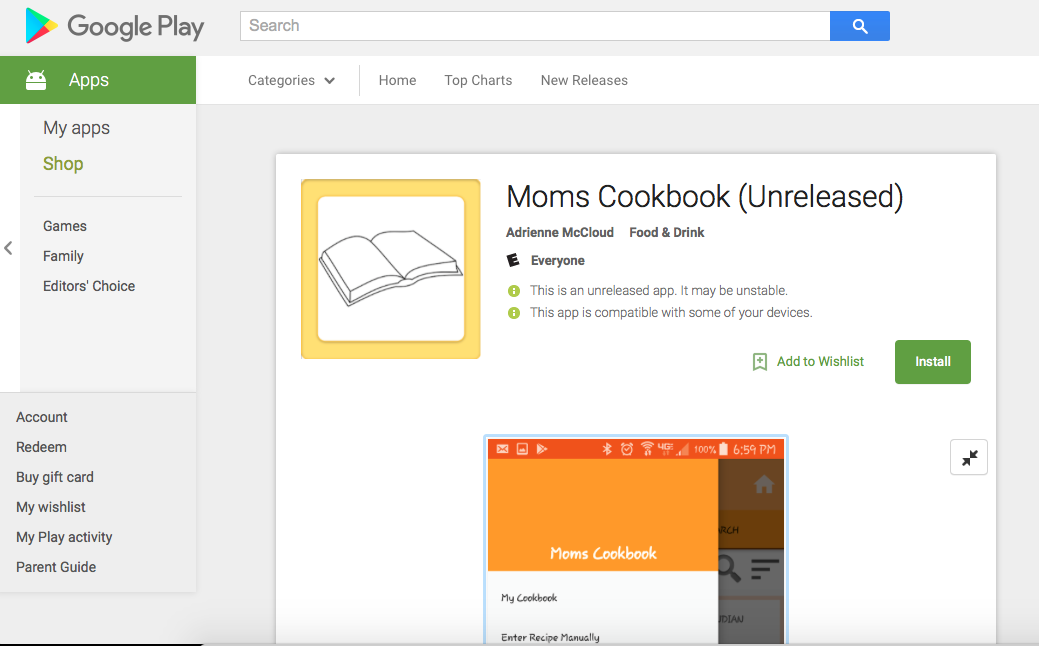 Google Play
Search
Apps
Categories Home Top Charts New Releases
My apps
Shop
Games
Family
Editors' Choice
Account
Redeem
Buy gift card
My wishlist
My Play activity
Parent Guide
Moms Cookbook (Unreleased)
Adrienne McCloud Food & Drink
E Everyone
This is an unreleased app. It may be unstable.
This app is compatible with some of your devices.
Add to Wishlist Install
4G 100% 6:59 PM
Moms Cookbook
My Cookbook
Enter Recipe Manually
RCH
DIAN